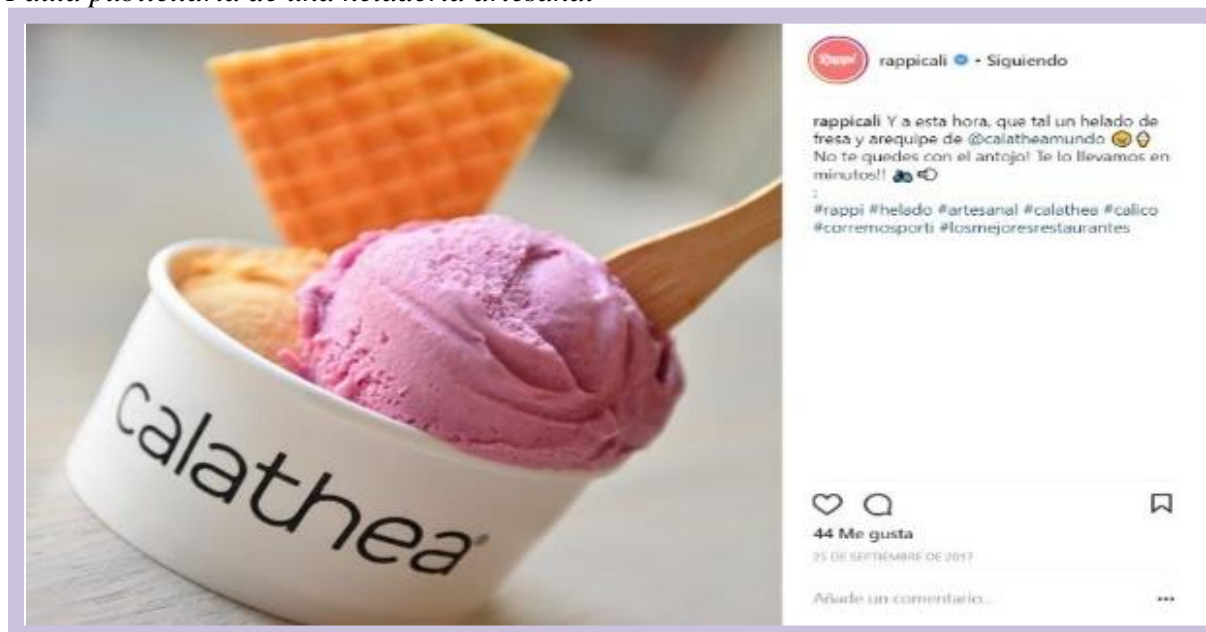 Pauta publicitaria de una heladería artesanal
calathea
Rappi
rappicali • Siguiendo
rappicali Y a esta hora, que tal un helado de
fresa y arequipe de @calatheamundo
No te quedes con el antojo! Te lo llevamos en
minutos!!
:
#rappi #helado #artesanal #calathea #calico
#corremosporti #losmejoresrestaurantes
44 Me gusta
25 DE SEPTIEMBRE DE 2017
Añade un comentario...